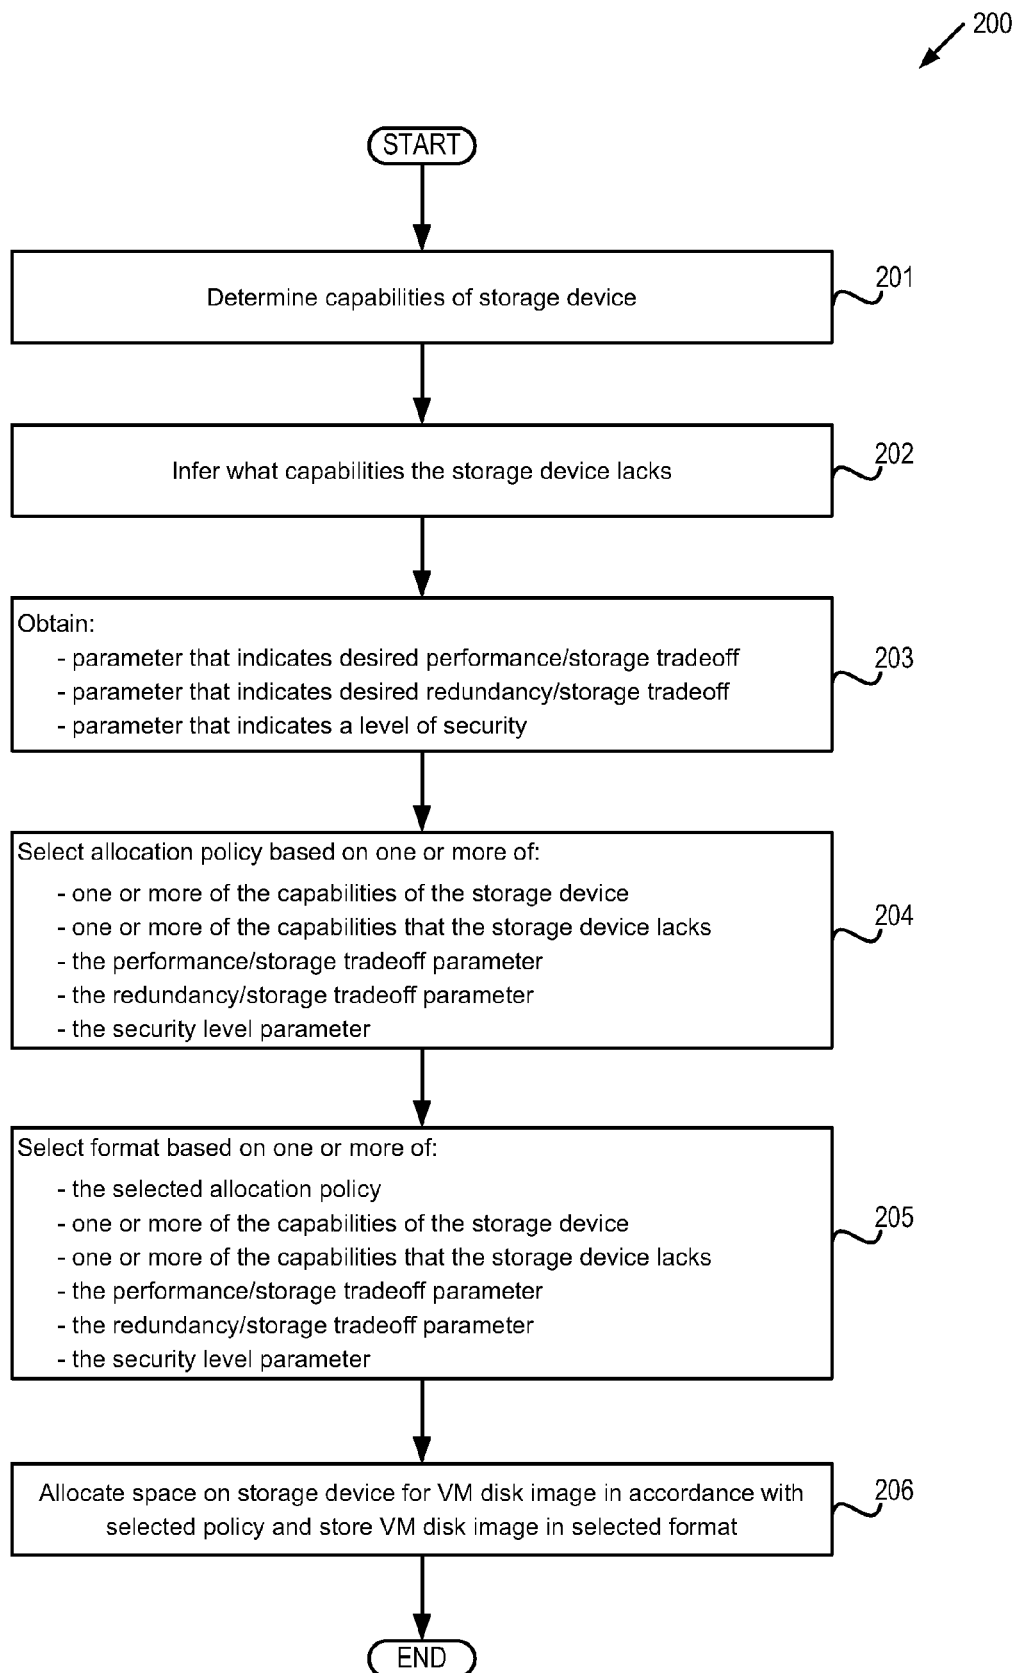 200
START
Determine capabilities of storage device
201
Infer what capabilities the storage device lacks
202
Obtain:
- parameter that indicates desired performance/storage tradeoff
- parameter that indicates desired redundancy/storage tradeoff
- parameter that indicates a level of security
203
Select allocation policy based on one or more of:
- one or more of the capabilities of the storage device
- one or more of the capabilities that the storage device lacks
- the performance/storage tradeoff parameter
- the redundancy/storage tradeoff parameter
- the security level parameter
204
Select format based on one or more of:
- the selected allocation policy
- one or more of the capabilities of the storage device
- one or more of the capabilities that the storage device lacks
- the performance/storage tradeoff parameter
- the redundancy/storage tradeoff parameter
- the security level parameter
205
Allocate space on storage device for VM disk image in accordance with
selected policy and store VM disk image in selected format
206
END